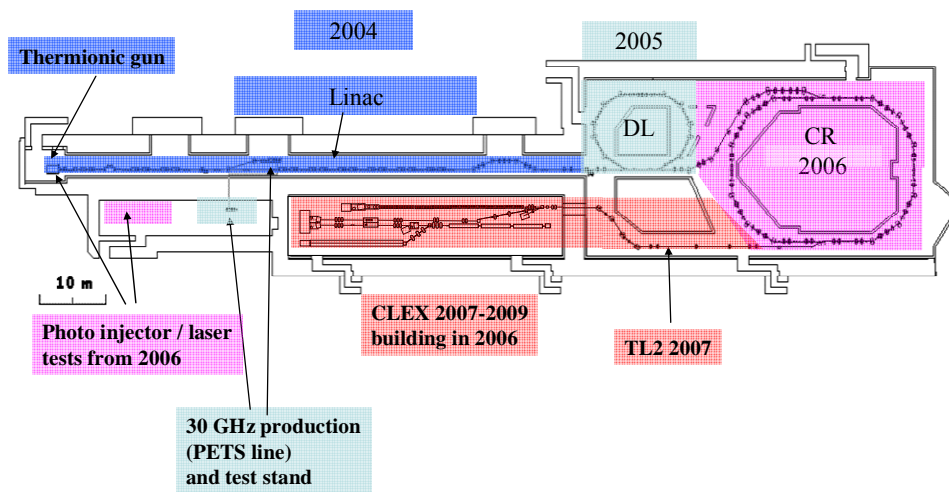 2004
2005
Thermionic gun
Linac
DL
CR
2006
10 m
CLEX 2007-2009
building in 2006
Photo injector / laser
tests from 2006
TL2 2007
30 GHz production
(PETS line)
and test stand